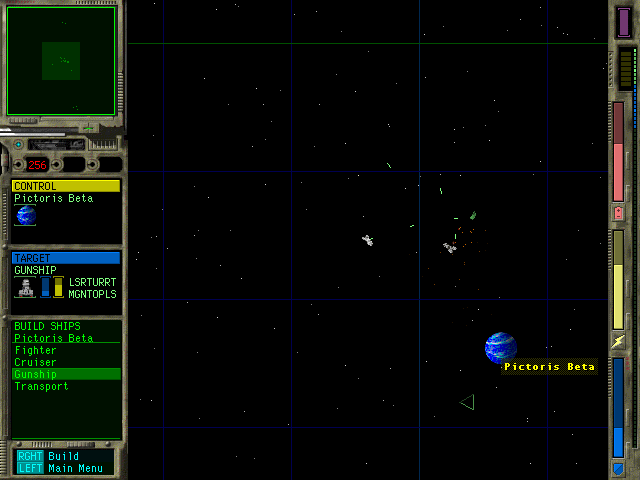 256
CONTROL
Pictoris Beta
TARGET
GUNSHIP
LSRTURRT
MGNTOPLS
BUILD SHIPS
Pictoris Beta
Fighter
Cruiser
Gunship
Transport
RGHT Build
LEFT Main Menu
Pictoris Beta